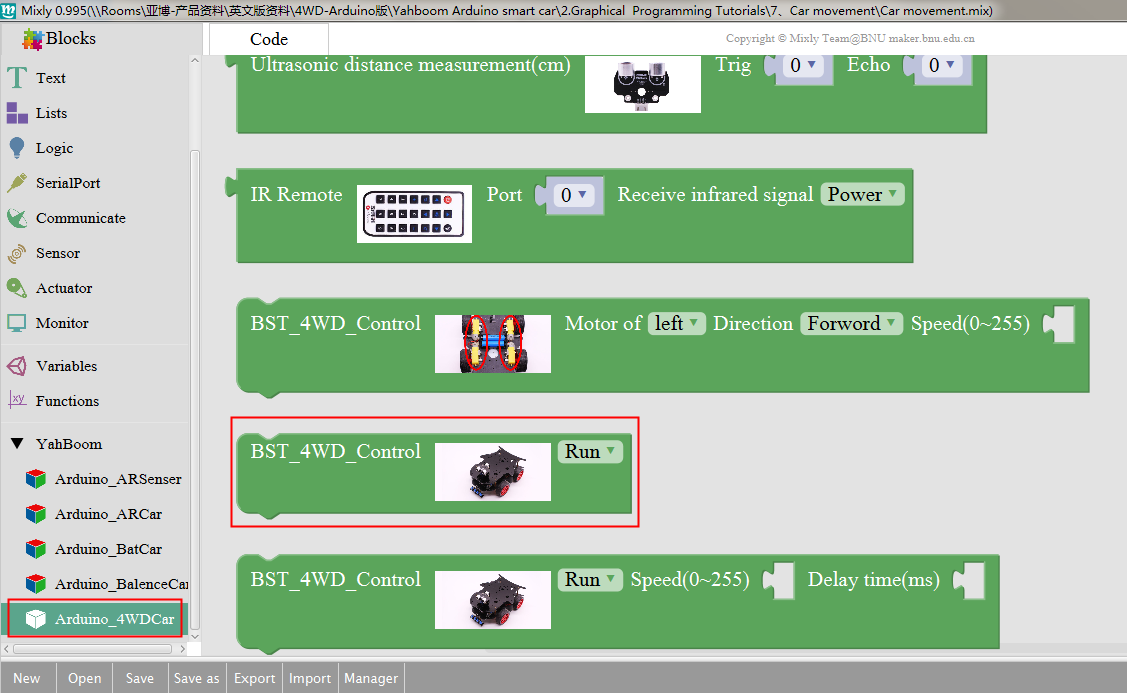 Mixly 0.995(\\Rooms\亚博-产品资料\英文版资料\4WD-Arduino版\Yahboom Arduino smart car\2.Graphical Programming Tutorials\7、Car movement\Car movement.mix)
Blocks
Code
Copyright © Mixly Team@BNU maker.bnu.edu.cn
Text
Lists
Logic
SerialPort
Communicate
Sensor
Actuator
Monitor
Variables
Functions
YahBoom
Arduino_ARSenser
Arduino_ARCar
Arduino_BatCar
Arduino_BalenceCar
Arduino_4WDCar
Ultrasonic distance measurement(cm) Trig 0 Echo 0
IR Remote Port 0 Receive infrared signal Power
BST_4WD_Control Motor of left Direction Forword Speed(0~255)
BST_4WD_Control Run
BST_4WD_Control Run Speed(0~255) Delay time(ms)
New Open Save Save as Export Import Manager